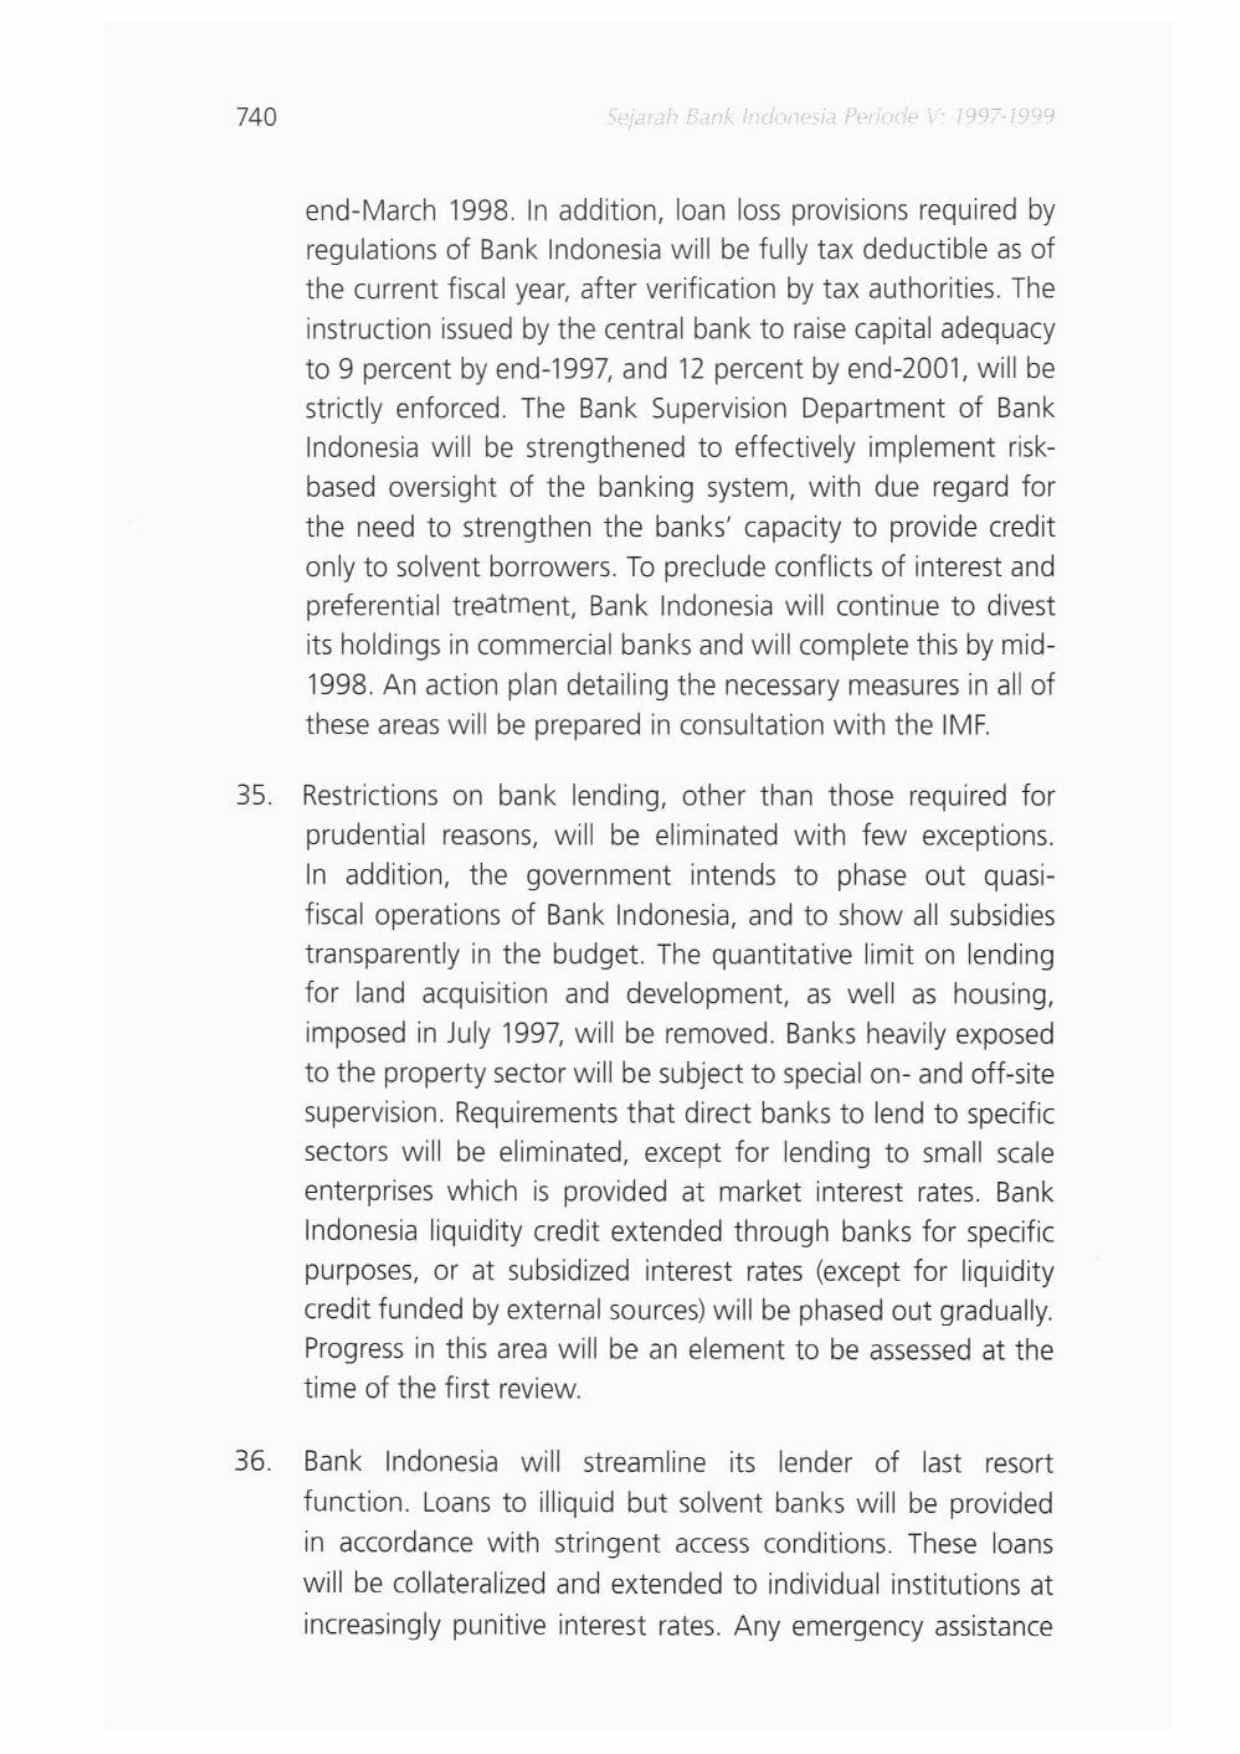 740
Sejarah Bank Indonesia Periode V: 1997-1999
end-March 1998. In addition, loan loss provisions required by
regulations of Bank Indonesia will be fully tax deductible as of
the current fiscal year, after verification by tax authorities. The
instruction issued by the central bank to raise capital adequacy
to 9 percent by end-1997, and 12 percent by end-2001, will be
strictly enforced. The Bank Supervision Department of Bank
Indonesia will be strengthened to effectively implement risk-
based oversight of the banking system, with due regard for
the need to strengthen the banks’ capacity to provide credit
only to solvent borrowers. To preclude conflicts of interest and
preferential treatment, Bank Indonesia will continue to divest
its holdings in commercial banks and will complete this by mid-
1998. An action plan detailing the necessary measures in all of
these areas will be prepared in consultation with the IMF.
35. Restrictions on bank lending, other than those required for
prudential reasons, will be eliminated with few exceptions.
In addition, the government intends to phase out quasi-
fiscal operations of Bank Indonesia, and to show all subsidies
transparently in the budget. The quantitative limit on lending
for land acquisition and development, as well as housing,
imposed in July 1997, will be removed. Banks heavily exposed
to the property sector will be subject to special on- and off-site
supervision. Requirements that direct banks to lend to specific
sectors will be eliminated, except for lending to small scale
enterprises which is provided at market interest rates. Bank
Indonesia liquidity credit extended through banks for specific
purposes, or at subsidized interest rates (except for liquidity
credit funded by external sources) will be phased out gradually.
Progress in this area will be an element to be assessed at the
time of the first review.
36. Bank Indonesia will streamline its lender of last resort
function. Loans to illiquid but solvent banks will be provided
in accordance with stringent access conditions. These loans
will be collateralized and extended to individual institutions at
increasingly punitive interest rates. Any emergency assistance